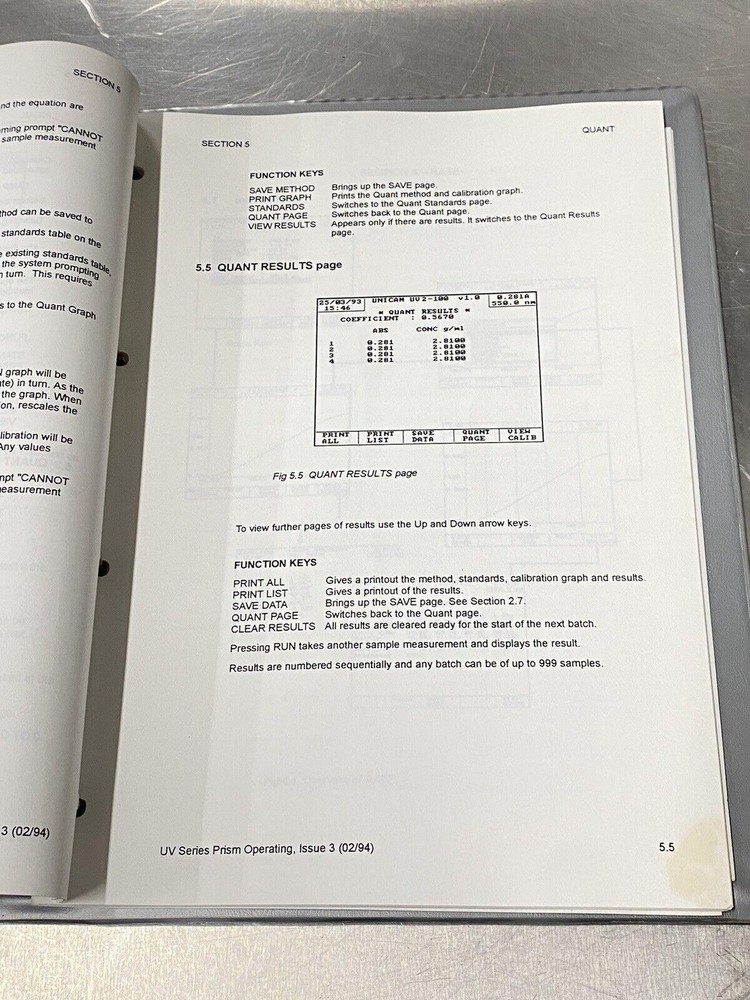 SECTION 5
nd the equation are
ming prompt "CANNOT
sample measurement
thod can be saved to
standards table on the
e existing standards table,
the system prompting
n turn. This requires
s to the Quant Graph
graph will be
te) in turn. As the
the graph. When
on, rescales the
libration will be
Any values
mpt "CANNOT
easurement
3 (02/94)
SECTION 5
QUANT
FUNCTION KEYS
SAVE METHOD Brings up the SAVE page.
PRINT GRAPH Prints the Quant method and calibration graph.
STANDARDS Switches to the Quant Standards page.
QUANT PAGE Switches back to the Quant page.
VIEW RESULTS Appears only if there are results. It switches to the Quant Results
page.
5.5 QUANT RESULTS page
25/03/93 UNICAM UV2-100 v1.0 0.281A
15:46 550.0 nm
* QUANT RESULTS *
COEFFICIENT : 0.5670
ABS CONC g/ml
1 0.281 2.8100
2 0.281 2.8100
3 0.281 2.8100
4 0.281 2.8100
PRINT PRINT SAVE QUANT VIEW
ALL LIST DATA PAGE CALIB
Fig 5.5 QUANT RESULTS page
To view further pages of results use the Up and Down arrow keys.
FUNCTION KEYS
PRINT ALL Gives a printout the method, standards, calibration graph and results.
PRINT LIST Gives a printout of the results.
SAVE DATA Brings up the SAVE page. See Section 2.7.
QUANT PAGE Switches back to the Quant page.
CLEAR RESULTS All results are cleared ready for the start of the next batch.
Pressing RUN takes another sample measurement and displays the result.
Results are numbered sequentially and any batch can be of up to 999 samples.
UV Series Prism Operating, Issue 3 (02/94)
5.5